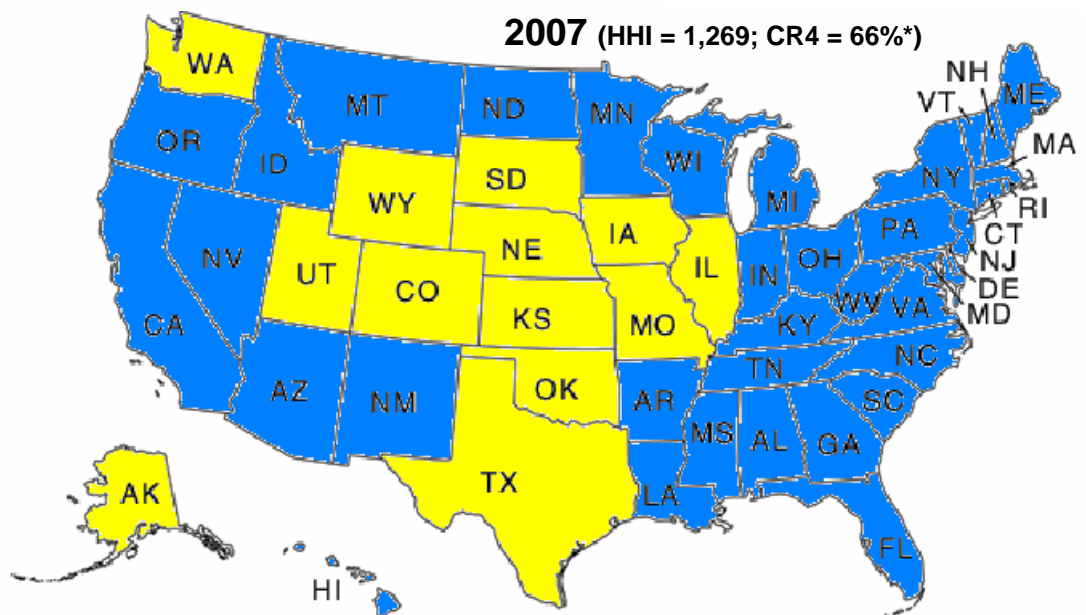 2007 (HHI = 1,269; CR4 = 66%*)
WA
MT
ND
MN
NH
VT
ME
OR
ID
SD
WI
MA
WY
MI
NY
RI
NE
IA
PA
CT
NV
UT
CO
IL
IN
OH
NJ
DE
CA
KS
MO
WV
VA
MD
KY
NC
AZ
NM
OK
AR
TN
SC
MS
AL
GA
TX
LA
AK
FL
HI